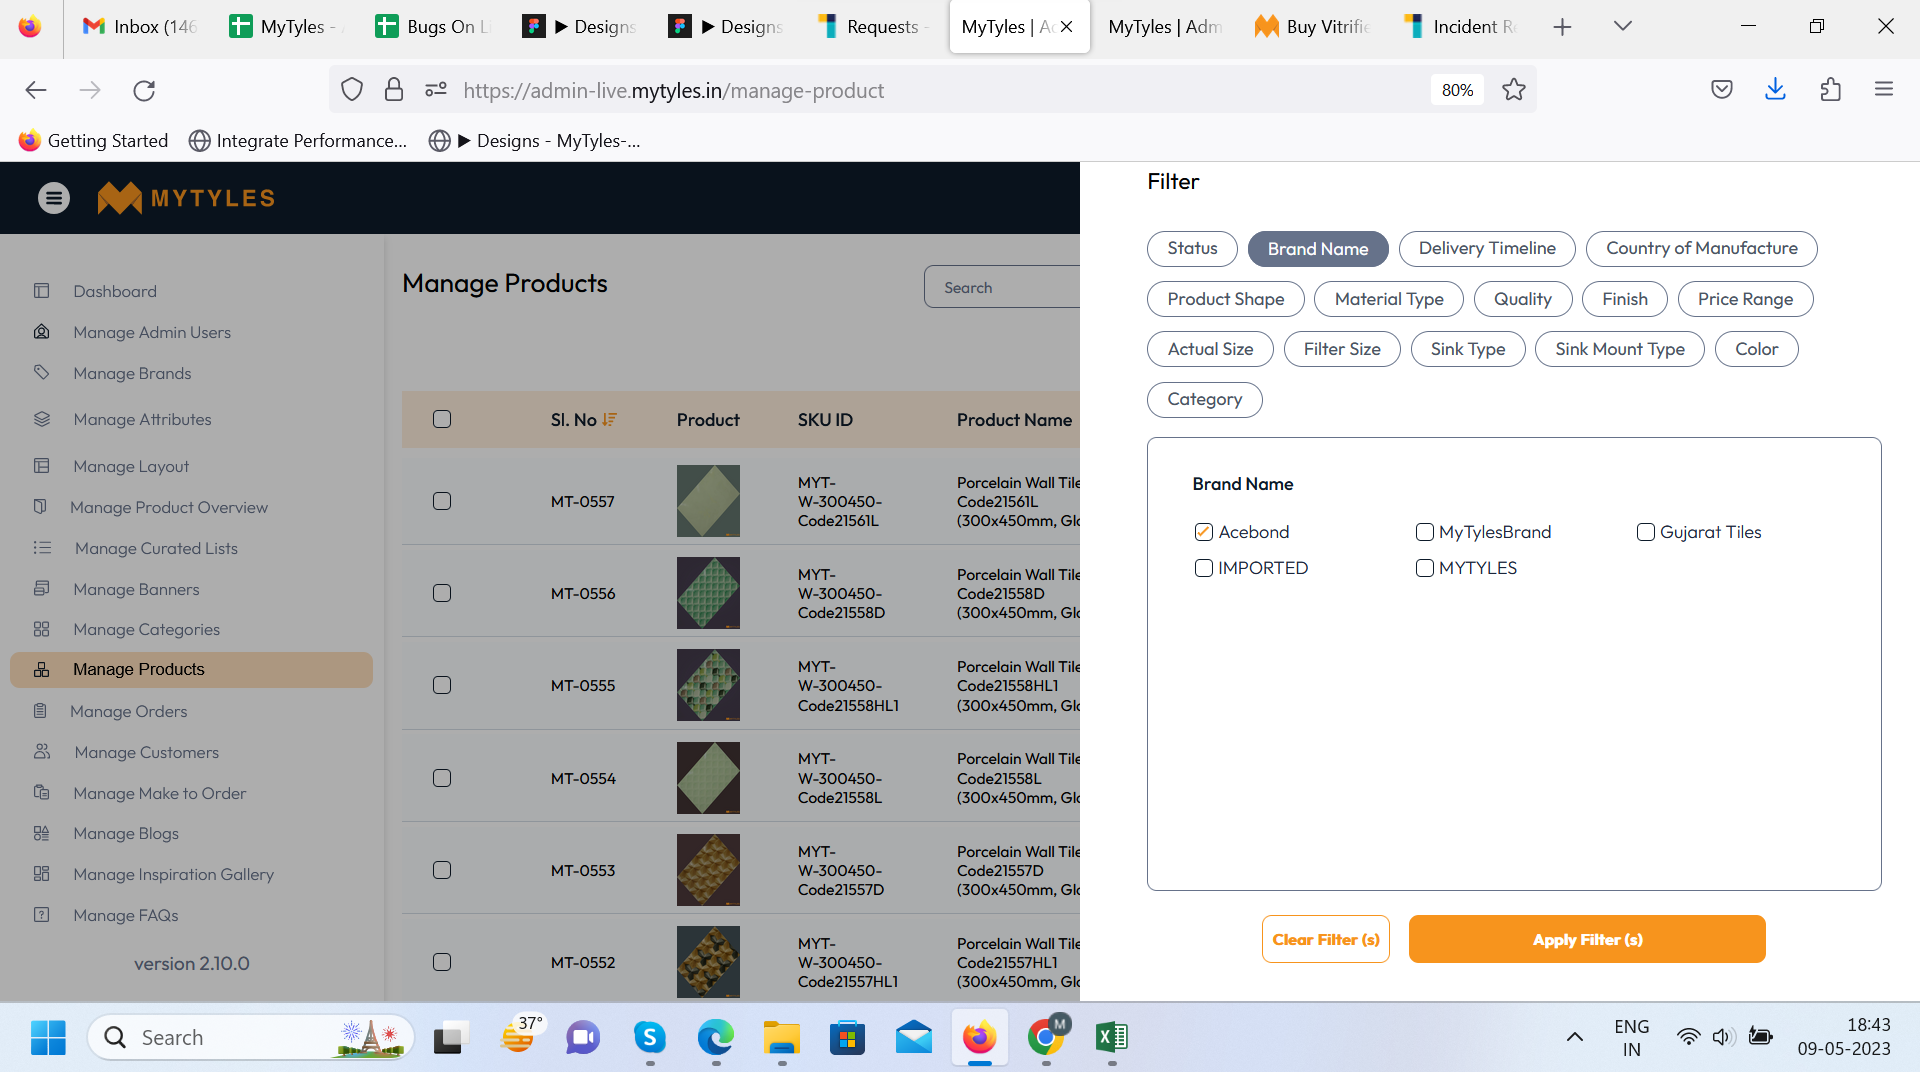 Inbox (146
MyTyles -
Bugs On Li
▶ Designs
▶ Designs
Requests -
MyTyles | Ad
MyTyles | Adm
Buy Vitrifie
Incident Re
https://admin-live.mytyles.in/manage-product
80%
Getting Started
Integrate Performance...
▶ Designs - MyTyles-...
MYTYLES
Dashboard
Manage Admin Users
Manage Brands
Manage Attributes
Manage Layout
Manage Product Overview
Manage Curated Lists
Manage Banners
Manage Categories
Manage Products
Manage Orders
Manage Customers
Manage Make to Order
Manage Blogs
Manage Inspiration Gallery
Manage FAQs
version 2.10.0
Manage Products
Search
Sl. No
Product
SKU ID
Product Name
MT-0557
MYT-
W-300450-
Code21561L
Porcelain Wall Tile
Code21561L
(300x450mm, Glo
MT-0556
MYT-
W-300450-
Code21558D
Porcelain Wall Tile
Code21558D
(300x450mm, Glo
MT-0555
MYT-
W-300450-
Code21558HL1
Porcelain Wall Tile
Code21558HL1
(300x450mm, Glo
MT-0554
MYT-
W-300450-
Code21558L
Porcelain Wall Tile
Code21558L
(300x450mm, Glo
MT-0553
MYT-
W-300450-
Code21557D
Porcelain Wall Tile
Code21557D
(300x450mm, Glo
MT-0552
MYT-
W-300450-
Code21557HL1
Porcelain Wall Tile
Code21557HL1
(300x450mm, Glo
Filter
Status
Brand Name
Delivery Timeline
Country of Manufacture
Product Shape
Material Type
Quality
Finish
Price Range
Actual Size
Filter Size
Sink Type
Sink Mount Type
Color
Category
Brand Name
Acebond
MyTylesBrand
Gujarat Tiles
IMPORTED
MYTYLES
Clear Filter (s)
Apply Filter (s)
Search
37°
M
ENG
IN
18:43
09-05-2023